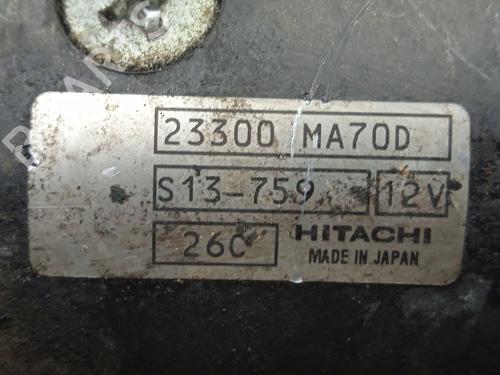 23300 MA70D
S13-759 12V
26C HITACHI
MADE IN JAPAN